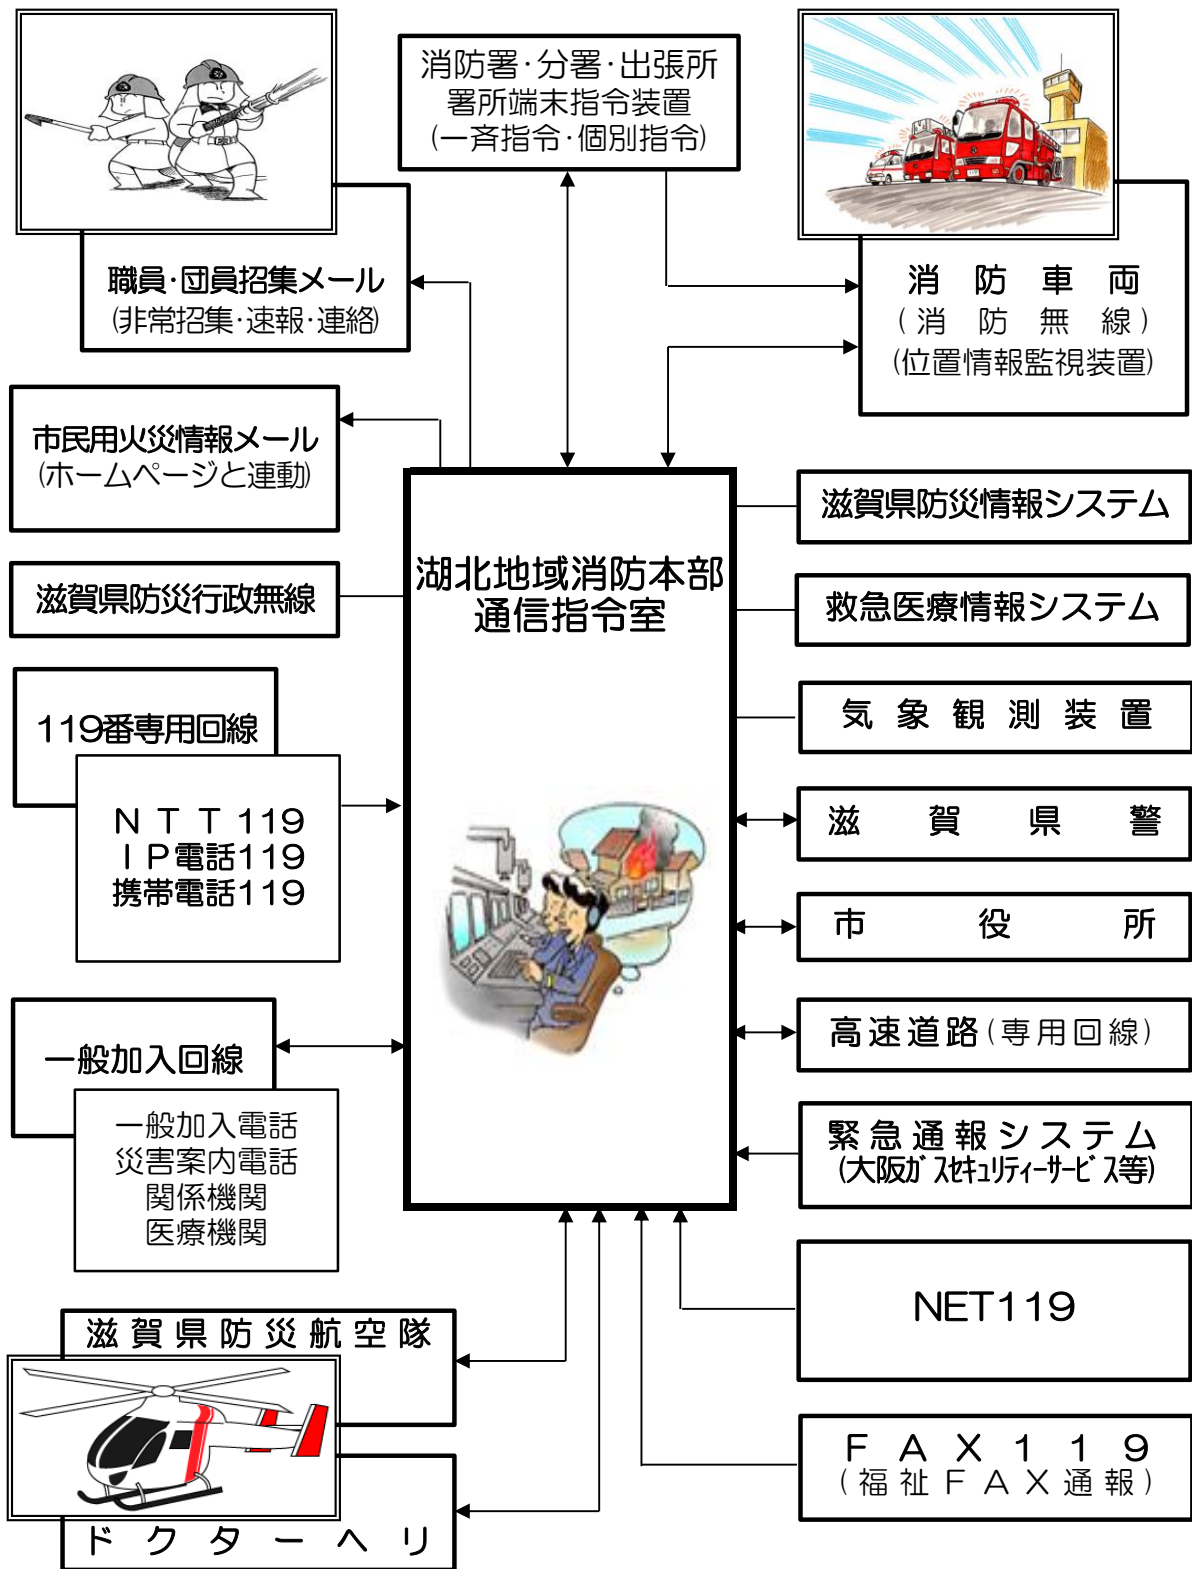 消防署・分署・出張所
署所端末指令装置
(一斉指令・個別指令)
職員・団員招集メール
(非常招集・速報・連絡)
消防車両
(消防無線)
(位置情報監視装置)
市民用火災情報メール
(ホームページと連動)
滋賀県防災行政無線
119番専用回線
ＮＴＴ119
ＩＰ電話119
携帯電話119
一般加入回線
一般加入電話
災害案内電話
関係機関
医療機関
滋賀県防災航空隊
ドクターヘリ
湖北地域消防本部
通信指令室
滋賀県防災情報システム
救急医療情報システム
気象観測装置
滋賀県警
市役所
高速道路(専用回線)
緊急通報システム
(大阪ガスセキュリティーサービス等)
NET119
ＦＡＸ１１９
(福祉ＦＡＸ通報)